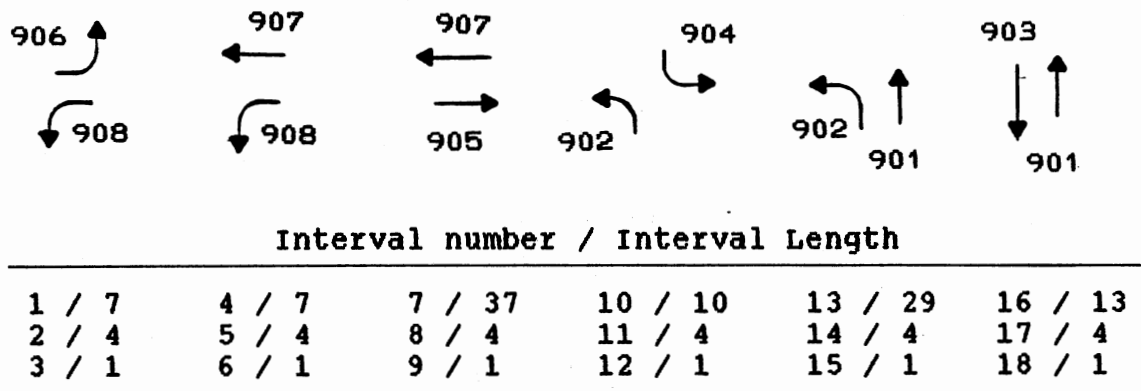 906 907 907 904 903
908 908 905 902 902 901 901
Interval number / Interval Length
1 / 7 4 / 7 7 / 37 10 / 10 13 / 29 16 / 13
2 / 4 5 / 4 8 / 4 11 / 4 14 / 4 17 / 4
3 / 1 6 / 1 9 / 1 12 / 1 15 / 1 18 / 1